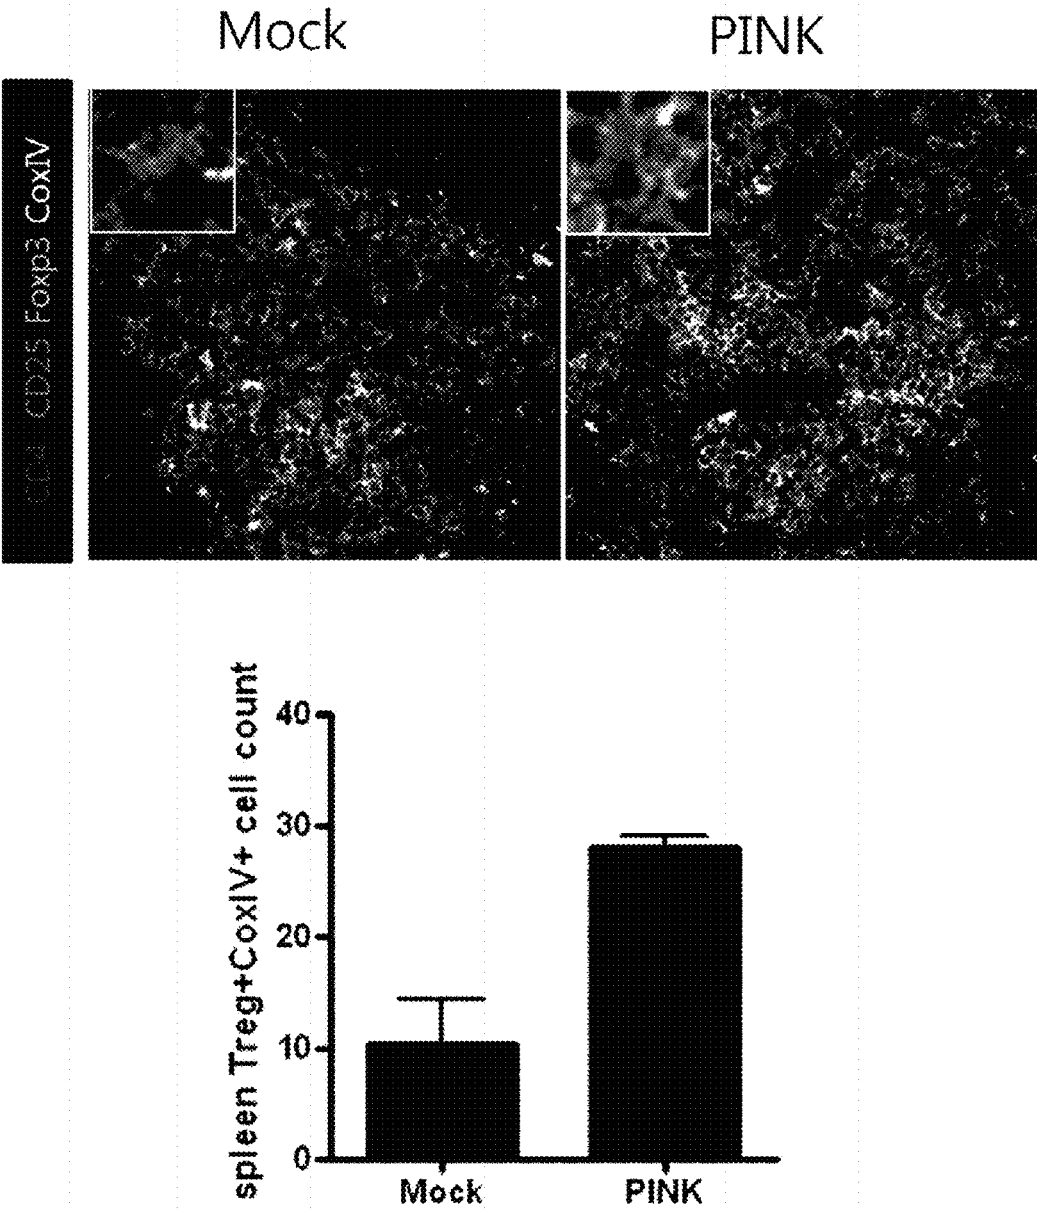 Mock
PINK
CD4 CD25 Foxp3 CoxIV
spleen Treg+CoxIV+ cell count
40
30
20
10
0
Mock
PINK